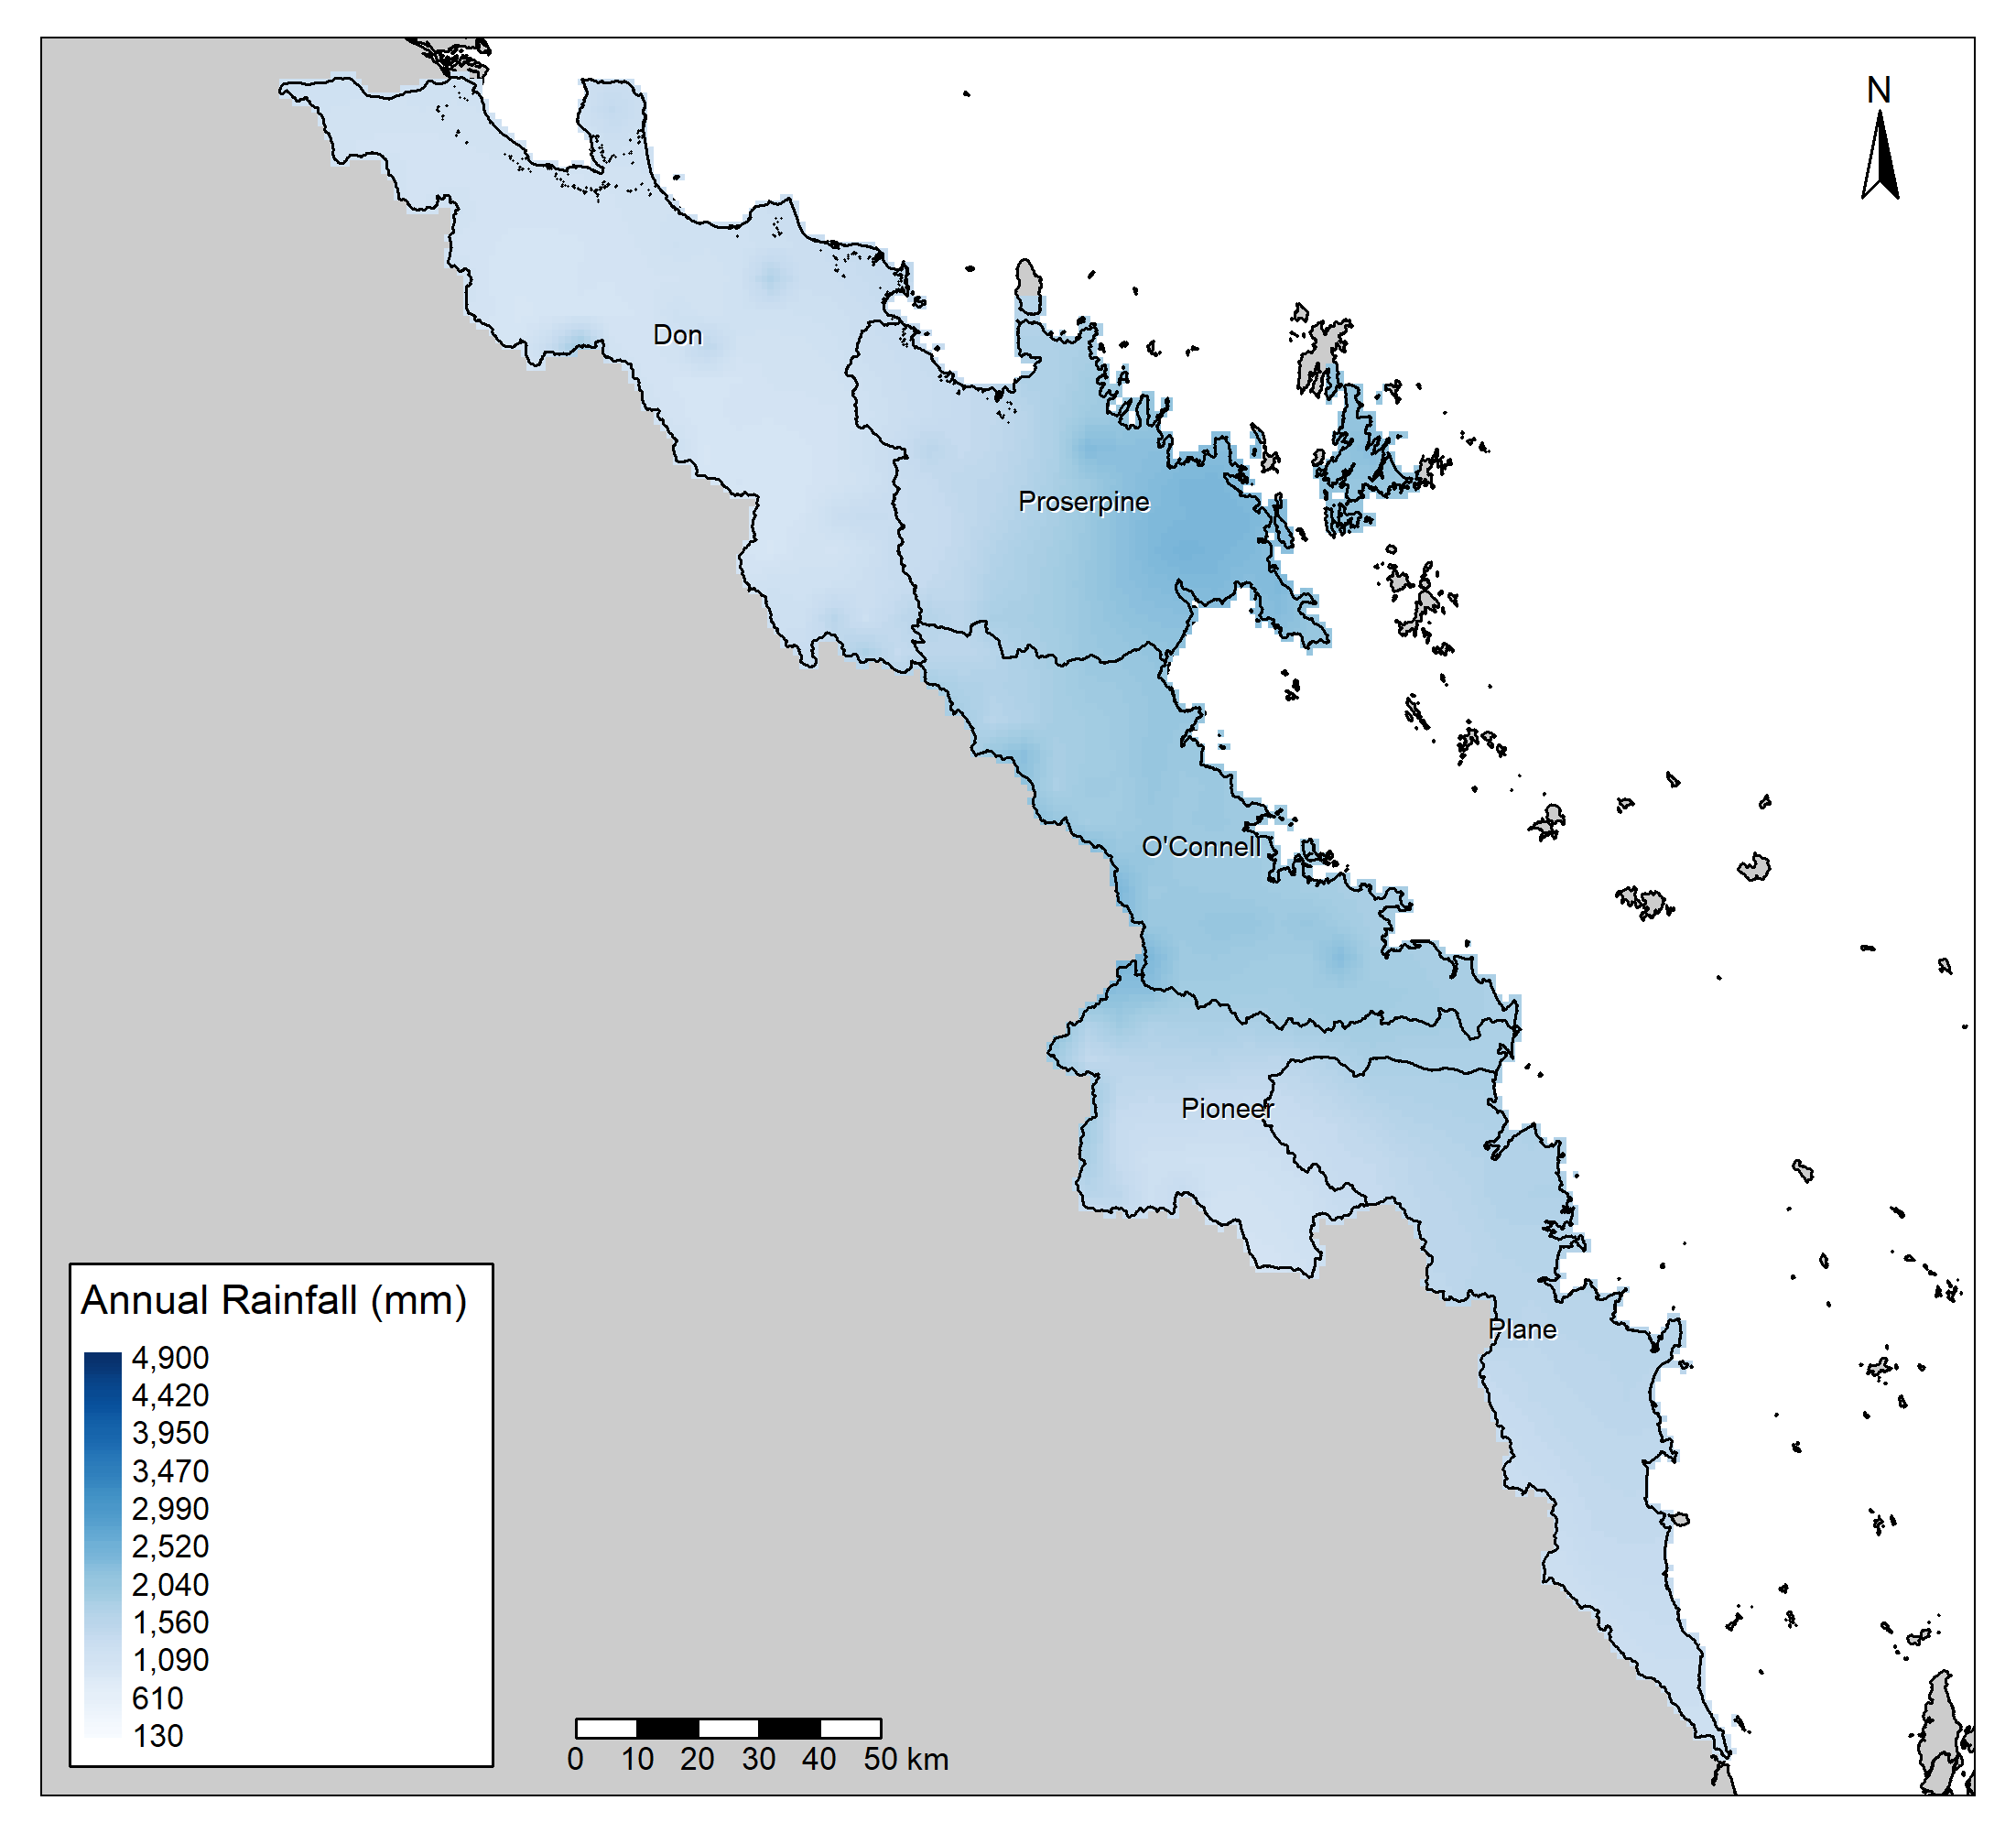 N
Don
Proserpine
O'Connell
Pioneer
Plane
Annual Rainfall (mm)
4,900
4,420
3,950
3,470
2,990
2,520
2,040
1,560
1,090
610
130
0 10 20 30 40 50 km